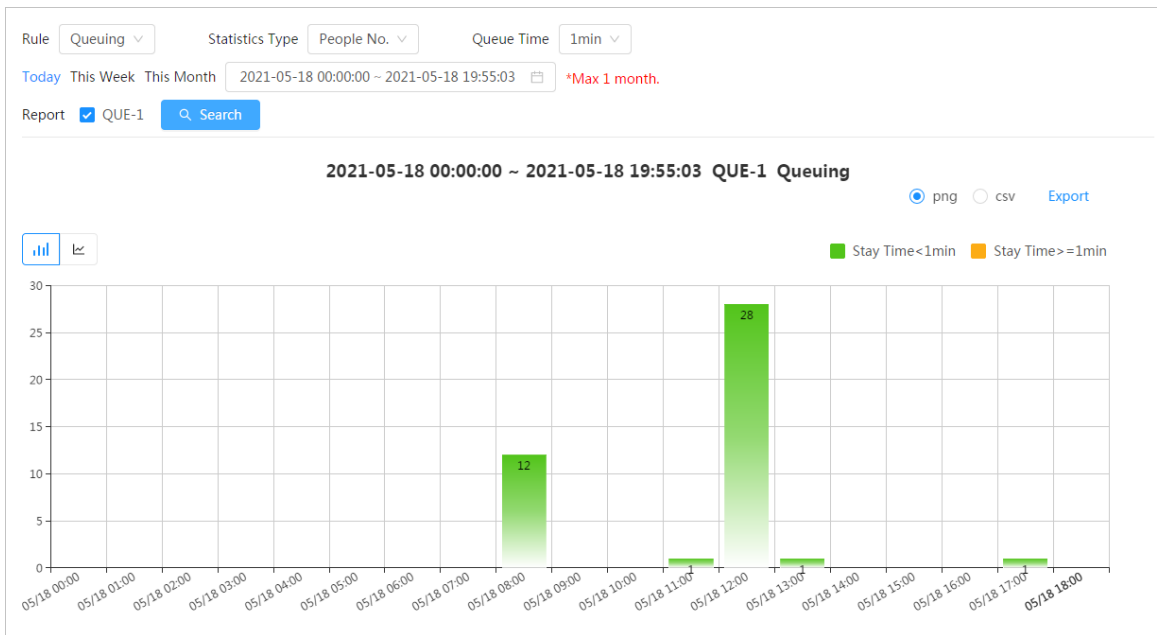 Rule Queuing Statistics Type People No. Queue Time 1min
Today This Week This Month 2021-05-18 00:00:00 ~ 2021-05-18 19:55:03 *Max 1 month.
Report QUE-1 Search
2021-05-18 00:00:00 ~ 2021-05-18 19:55:03 QUE-1 Queuing
png csv Export
Stay Time<1min Stay Time>=1min
30
28
25
20
15
12
10
5
0
1 1 1
05/18 00:00 05/18 01:00 05/18 02:00 05/18 03:00 05/18 04:00 05/18 05:00 05/18 06:00 05/18 07:00 05/18 08:00 05/18 09:00 05/18 10:00 05/18 11:00 05/18 12:00 05/18 13:00 05/18 14:00 05/18 15:00 05/18 16:00 05/18 17:00 05/18 18:00